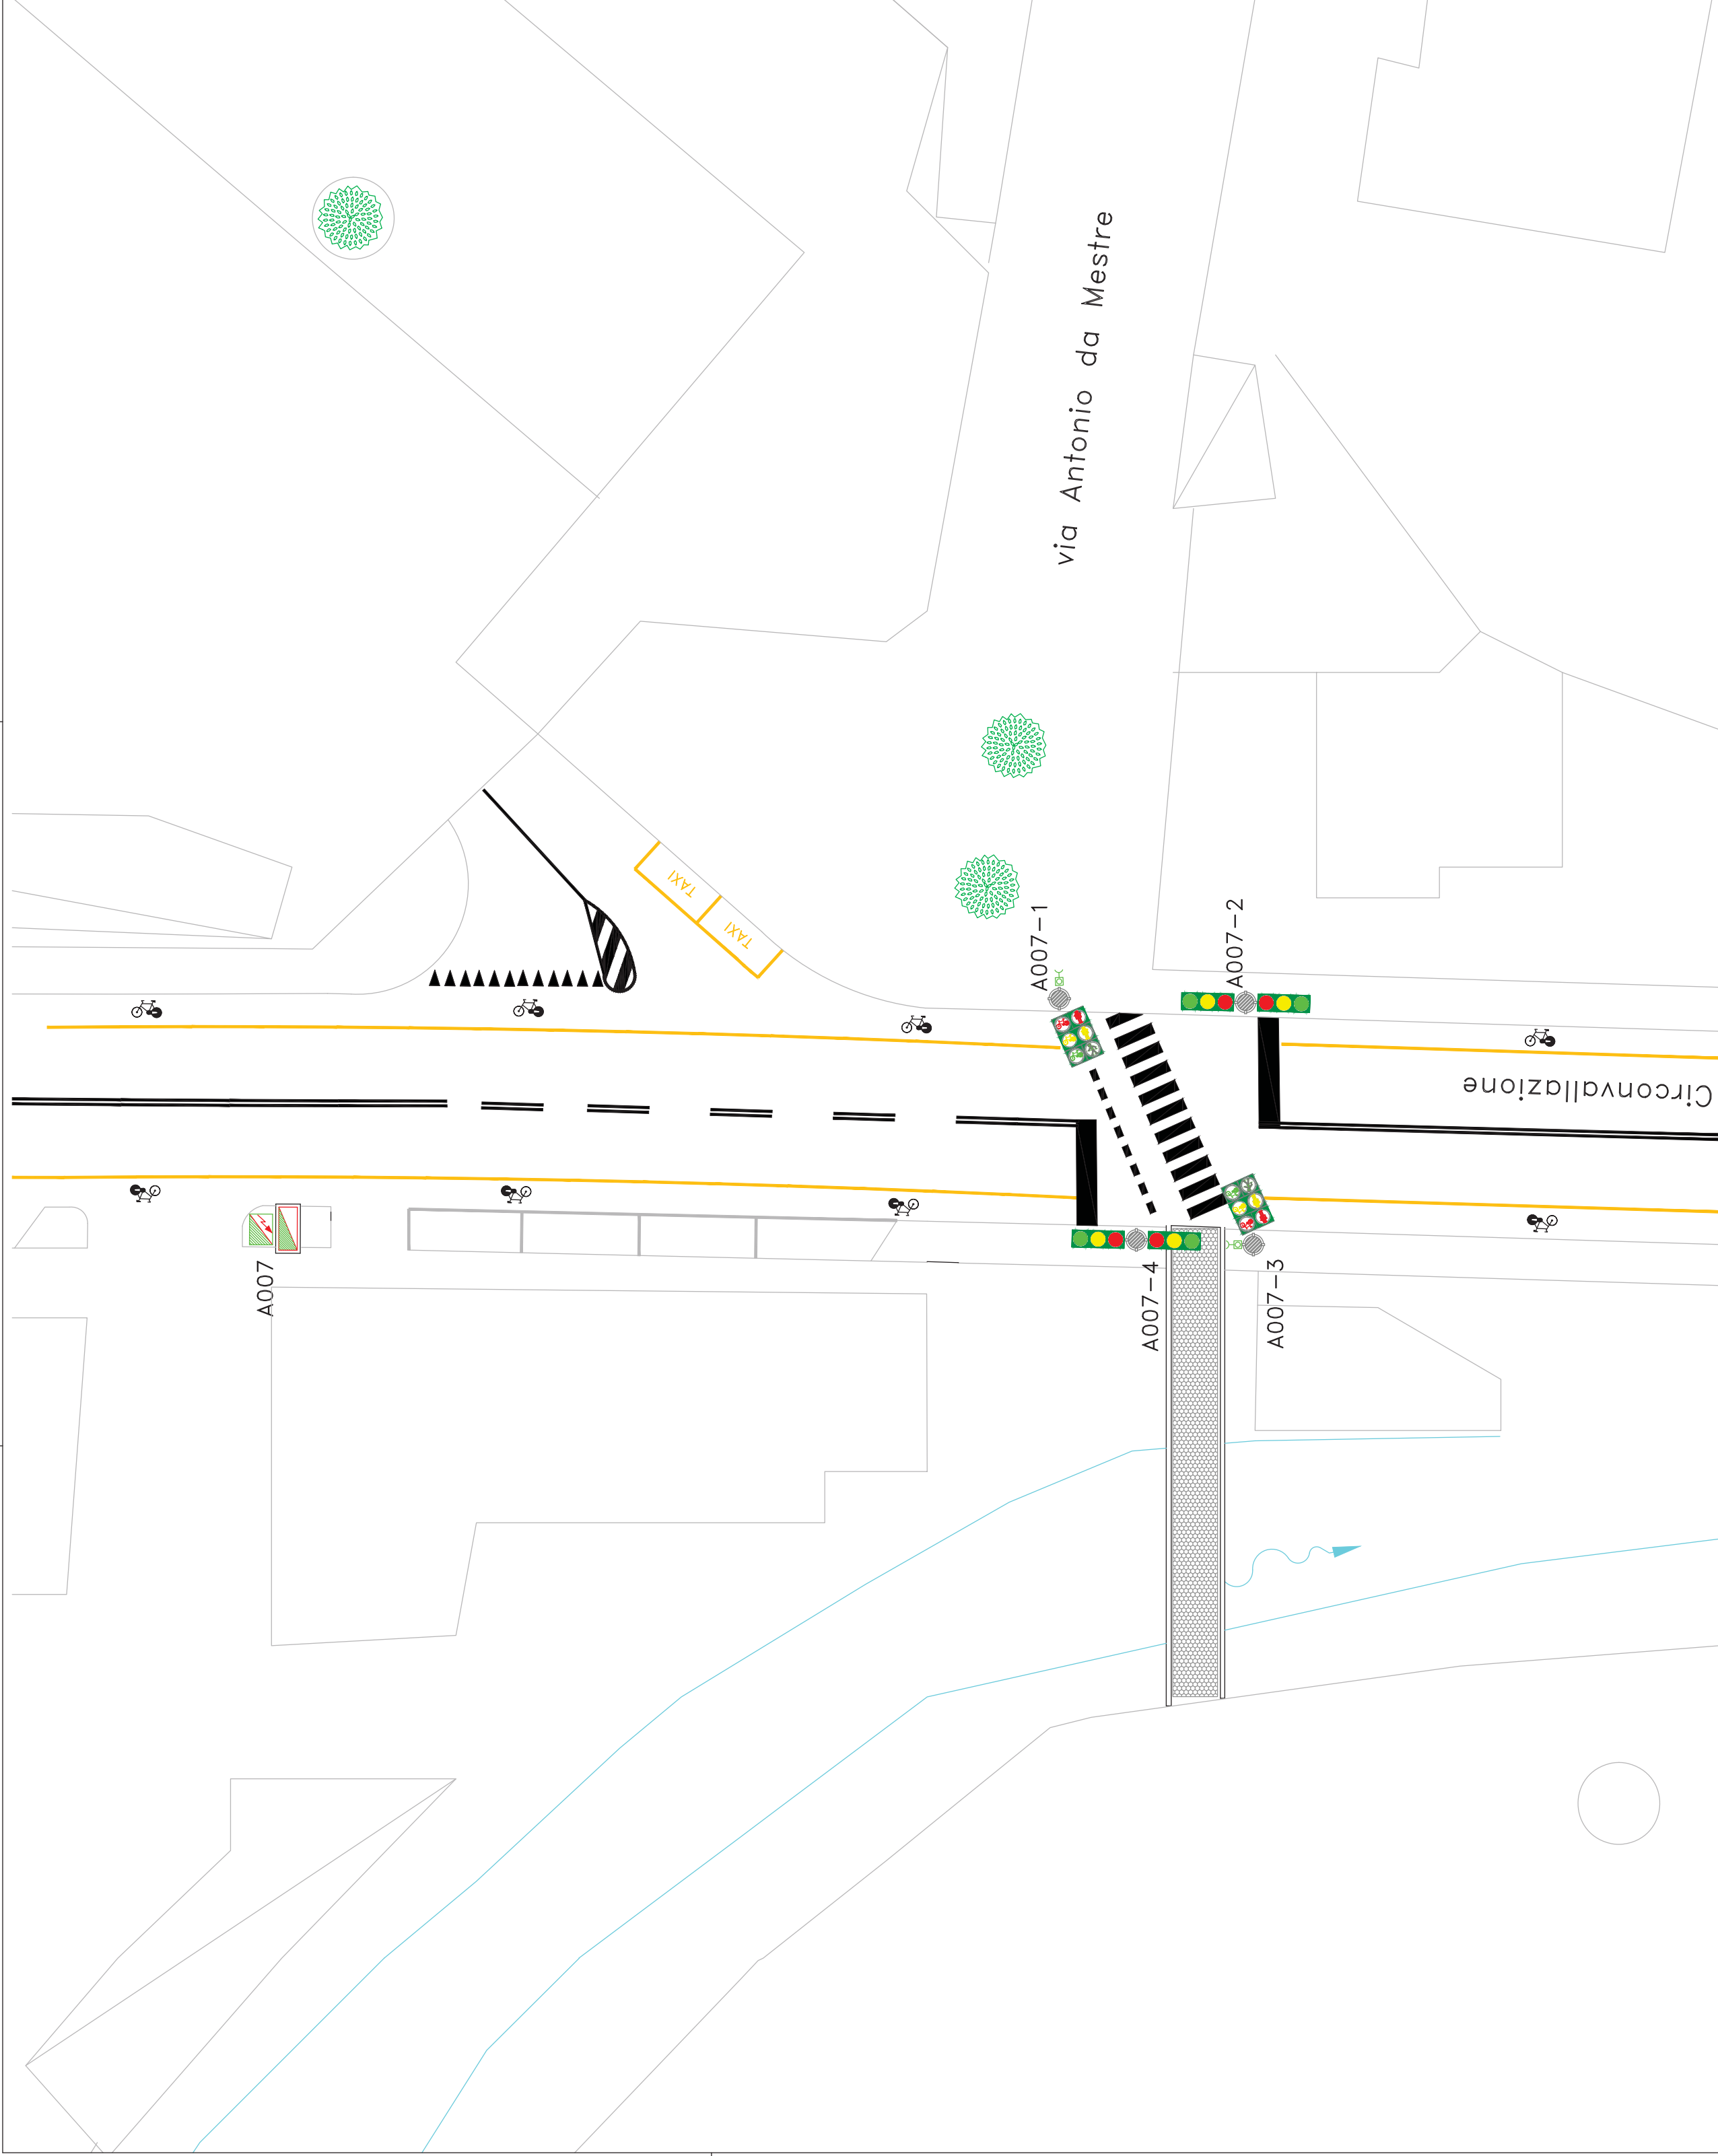 via Antonio da Mestre
TAXI
TAXI
A007-1
A007-2
Circonvallazione
A007
A007-4
A007-3